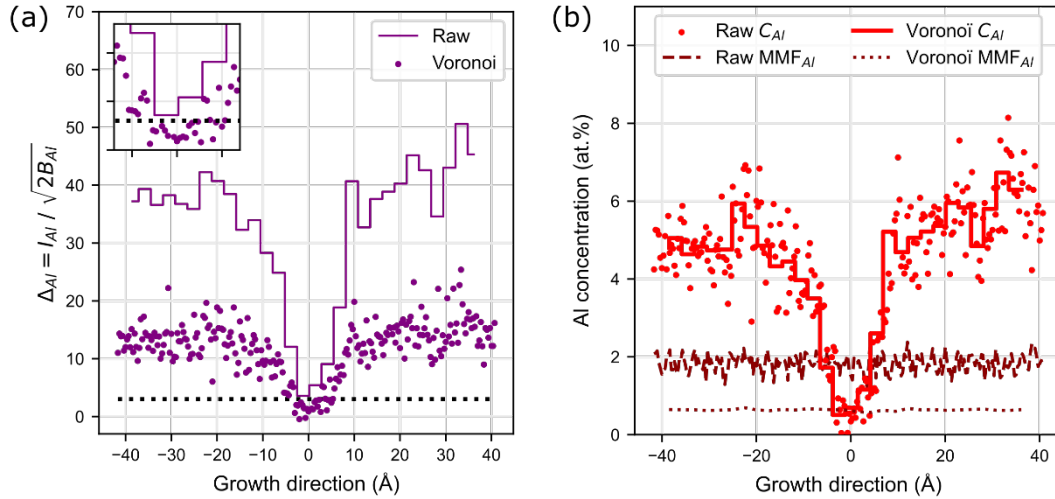 (a)
70
60
50
40
30
20
10
0
Δ_Al = I_Al / √2B_Al
Raw
Voronoi
−40 −30 −20 −10 0 10 20 30 40
Growth direction (Å)
(b)
10
8
6
4
2
0
Al concentration (at.%)
Raw C_Al
Raw MMF_Al
Voronoï C_Al
Voronoï MMF_Al
−40 −20 0 20 40
Growth direction (Å)